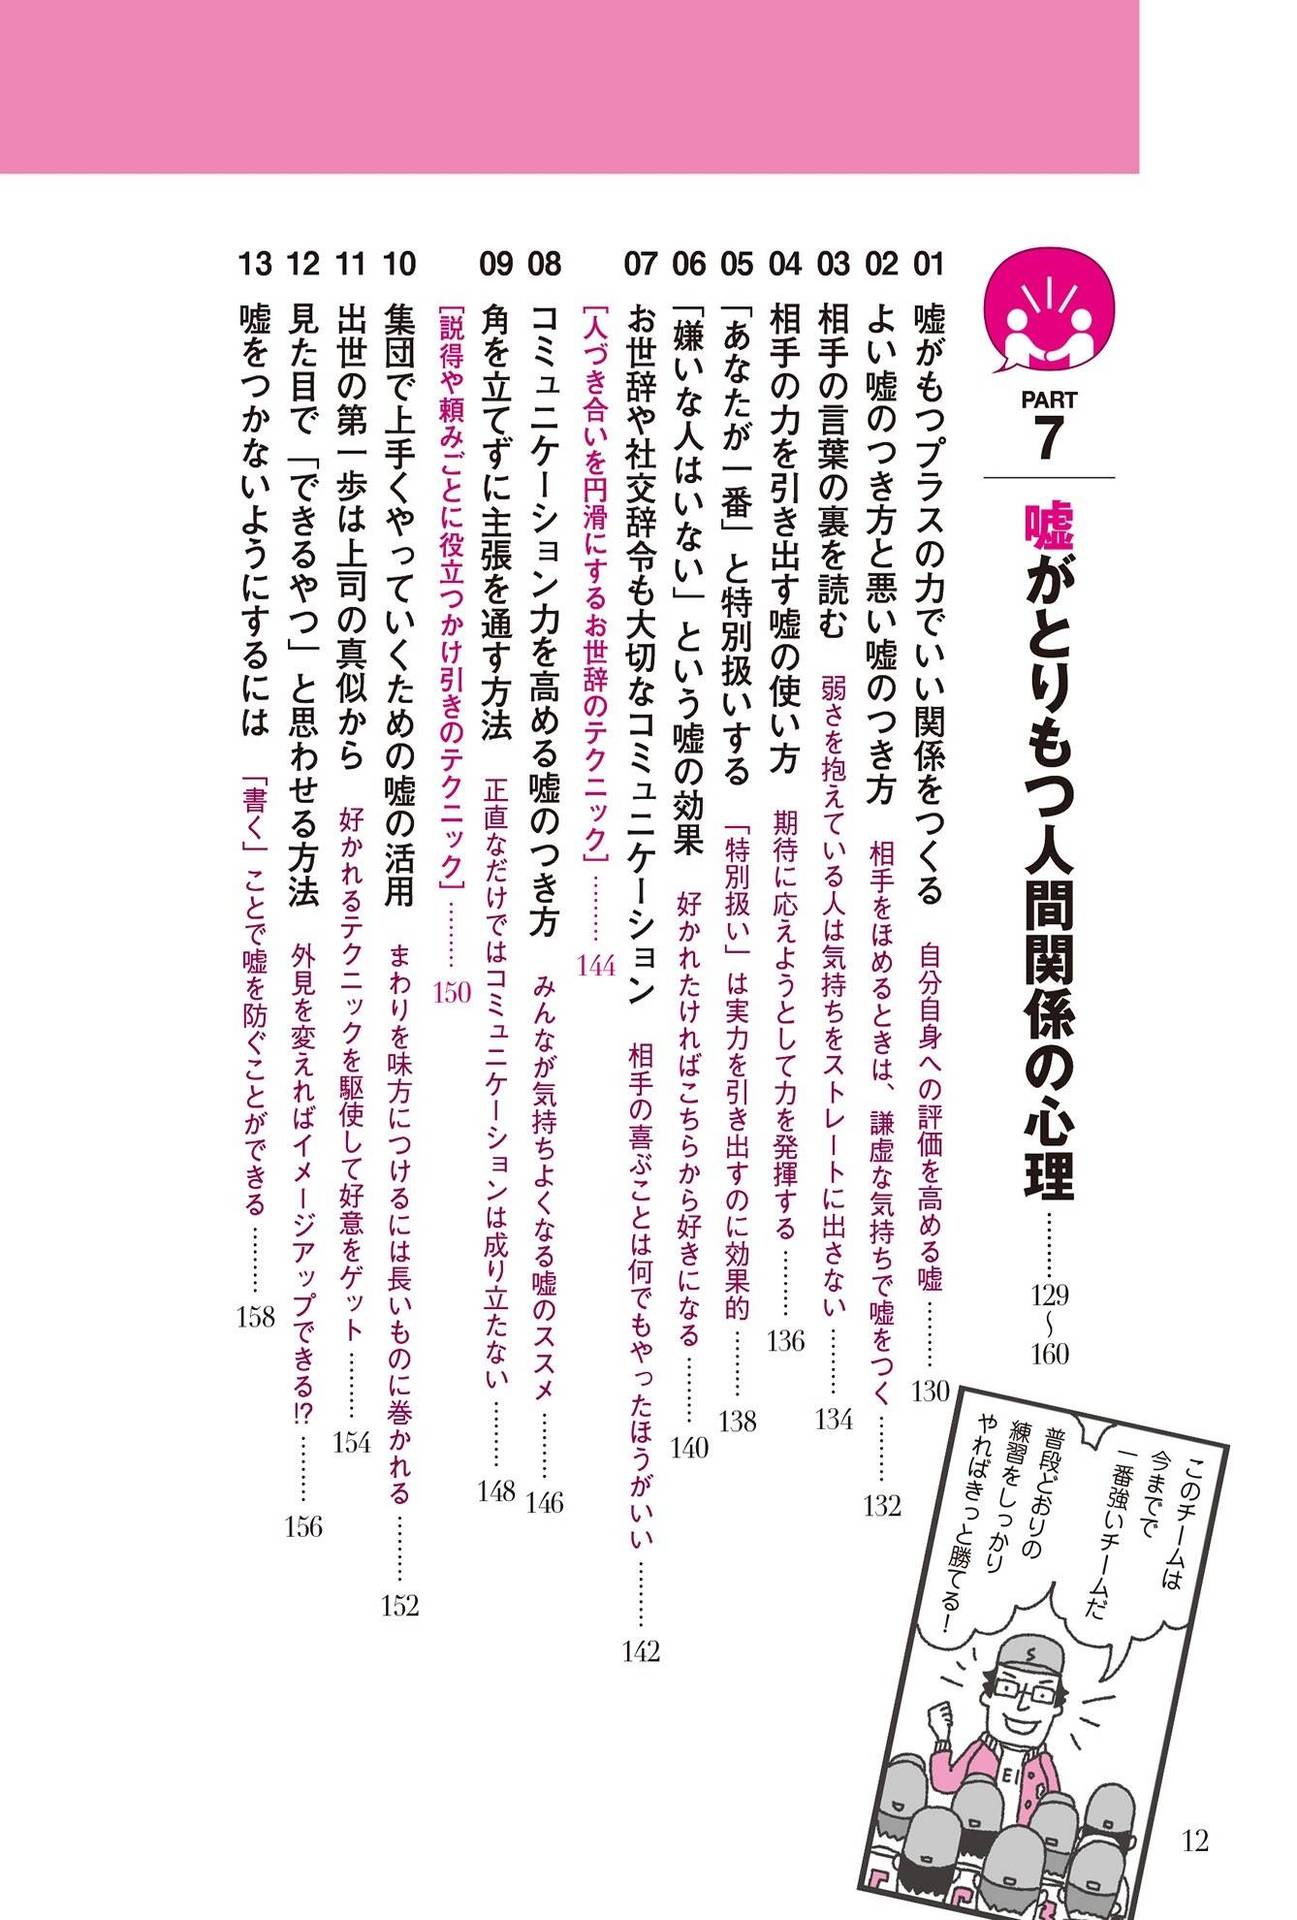 PART
7
嘘がとりもつ人間関係の心理………129〜160
01 嘘がもつプラスの力でいい関係をつくる 自分自身への評価を高める嘘………130
02 よい嘘のつき方と悪い嘘のつき方 相手をほめるときは、謙虚な気持ちで嘘をつく………132
03 相手の言葉の裏を読む 弱さを抱えている人は気持ちをストレートに出さない………134
04 相手の力を引き出す嘘の使い方 期待に応えようとして力を発揮する………136
05 「あなたが一番」と特別扱いする 「特別扱い」は実力を引き出すのに効果的………138
06 「嫌いな人はいない」という嘘の効果 好かれたければこちらから好きになる………140
07 お世辞や社交辞令も大切なコミュニケーション 相手の喜ぶことは何でもやったほうがいい………142
[人づき合いを円滑にするお世辞のテクニック]………144
08 コミュニケーション力を高める嘘のつき方 みんなが気持ちよくなる嘘のススメ………146
09 角を立てずに主張を通す方法 正直なだけではコミュニケーションは成り立たない………148
[説得や頼みごとに役立つかけ引きのテクニック]………150
10 集団で上手くやっていくための嘘の活用 まわりを味方につけるには長いものに巻かれる………152
11 出世の第一歩は上司の真似から 好かれるテクニックを駆使して好意をゲット………154
12 見た目で「できるやつ」と思わせる方法 外見を変えればイメージアップできる!?………156
13 嘘をつかないようにするには 「書く」ことで嘘を防ぐことができる………158
このチームは
今までで
一番強いチームだ
普段どおりの
練習をしっかり
やればきっと勝てる!
S
EI
12